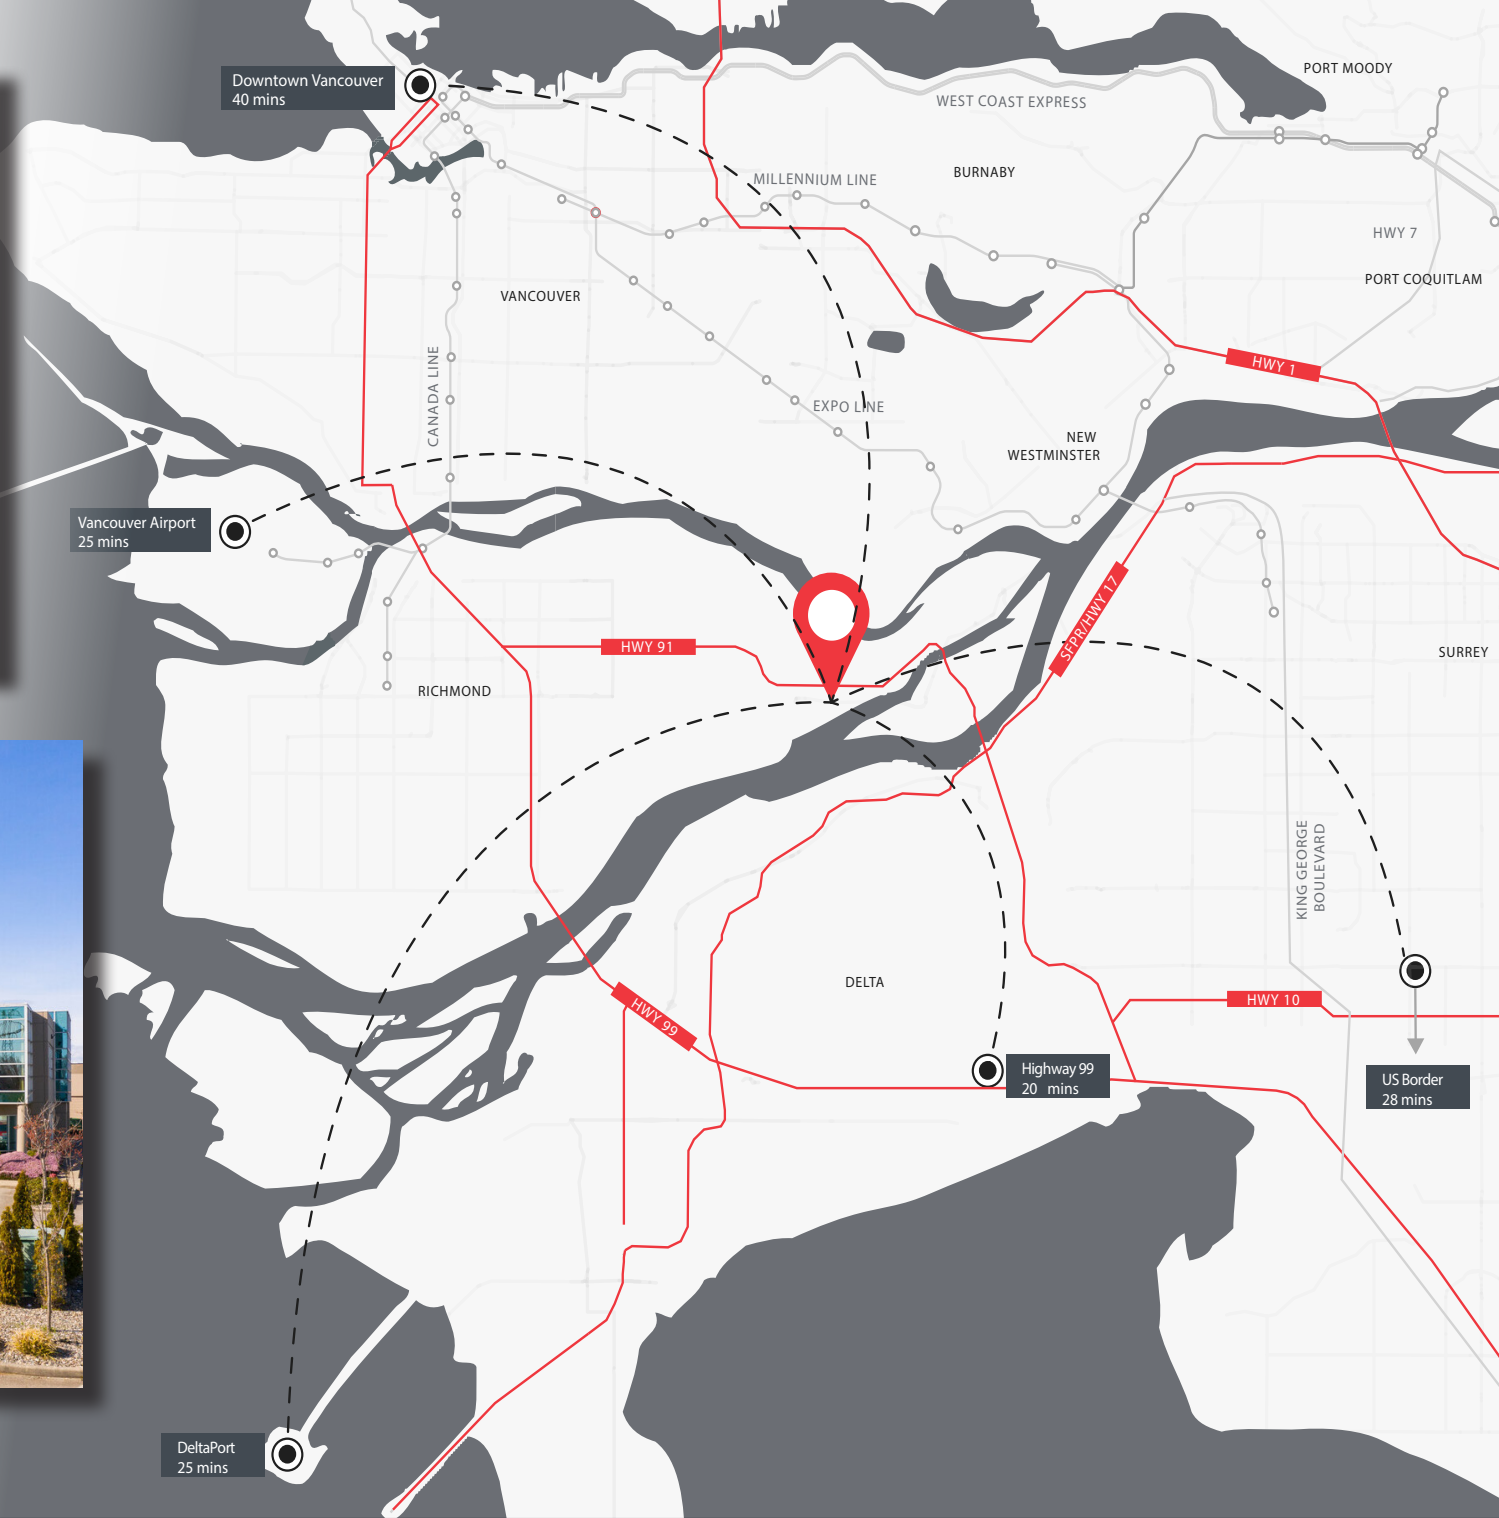 PORT MOODY
Downtown Vancouver
40 mins
WEST COAST EXPRESS
BURNABY
MILLENNIUM LINE
HWY 7
PORT COQUITLAM
VANCOUVER
HWY 1
CANADA LINE
EXPO LINE
NEW
WESTMINSTER
Vancouver Airport
25 mins
SFPR/HWY 17
HWY 91
SURREY
RICHMOND
KING GEORGE
BOULEVARD
DELTA
HWY 10
HWY 99
Highway 99
20 mins
US Border
28 mins
DeltaPort
25 mins